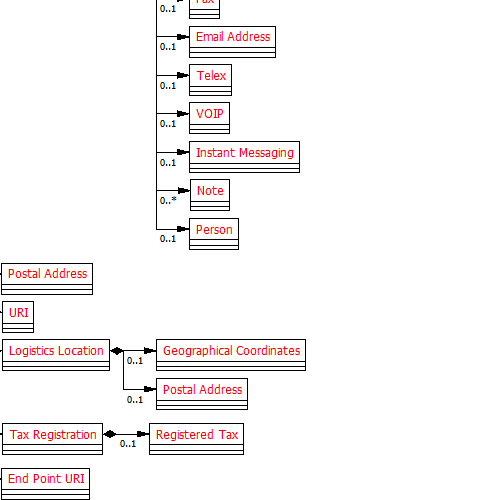 Fax
0..1
Email Address
0..1
Telex
0..1
VOIP
0..1
Instant Messaging
0..1
Note
0..*
Person
0..1
Postal Address
URI
Logistics Location
Geographical Coordinates
0..1
Postal Address
0..1
Tax Registration
Registered Tax
0..1
End Point URI